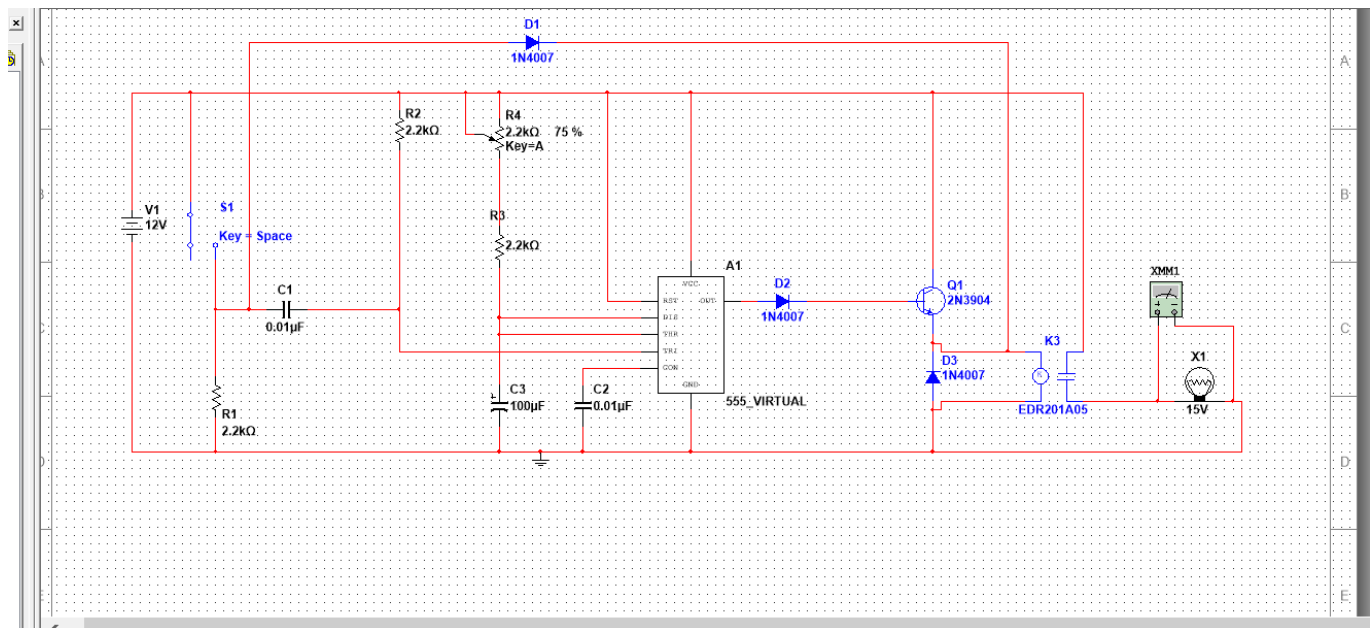 D1
1N4007
A
R2
2.2kΩ
R4
2.2kΩ 75 %
Key=A
B
V1
12V
S1
Key = Space
R3
2.2kΩ
A1
XMM1
VCC
C1
0.01µF
RST
OUT
D2
1N4007
Q1
2N3904
DIS
THR
TRI
CON
GND
C
K3
K
EDR201A05
D3
1N4007
X1
15V
R1
2.2kΩ
C3
100µF
C2
0.01µF
555_VIRTUAL
D
E